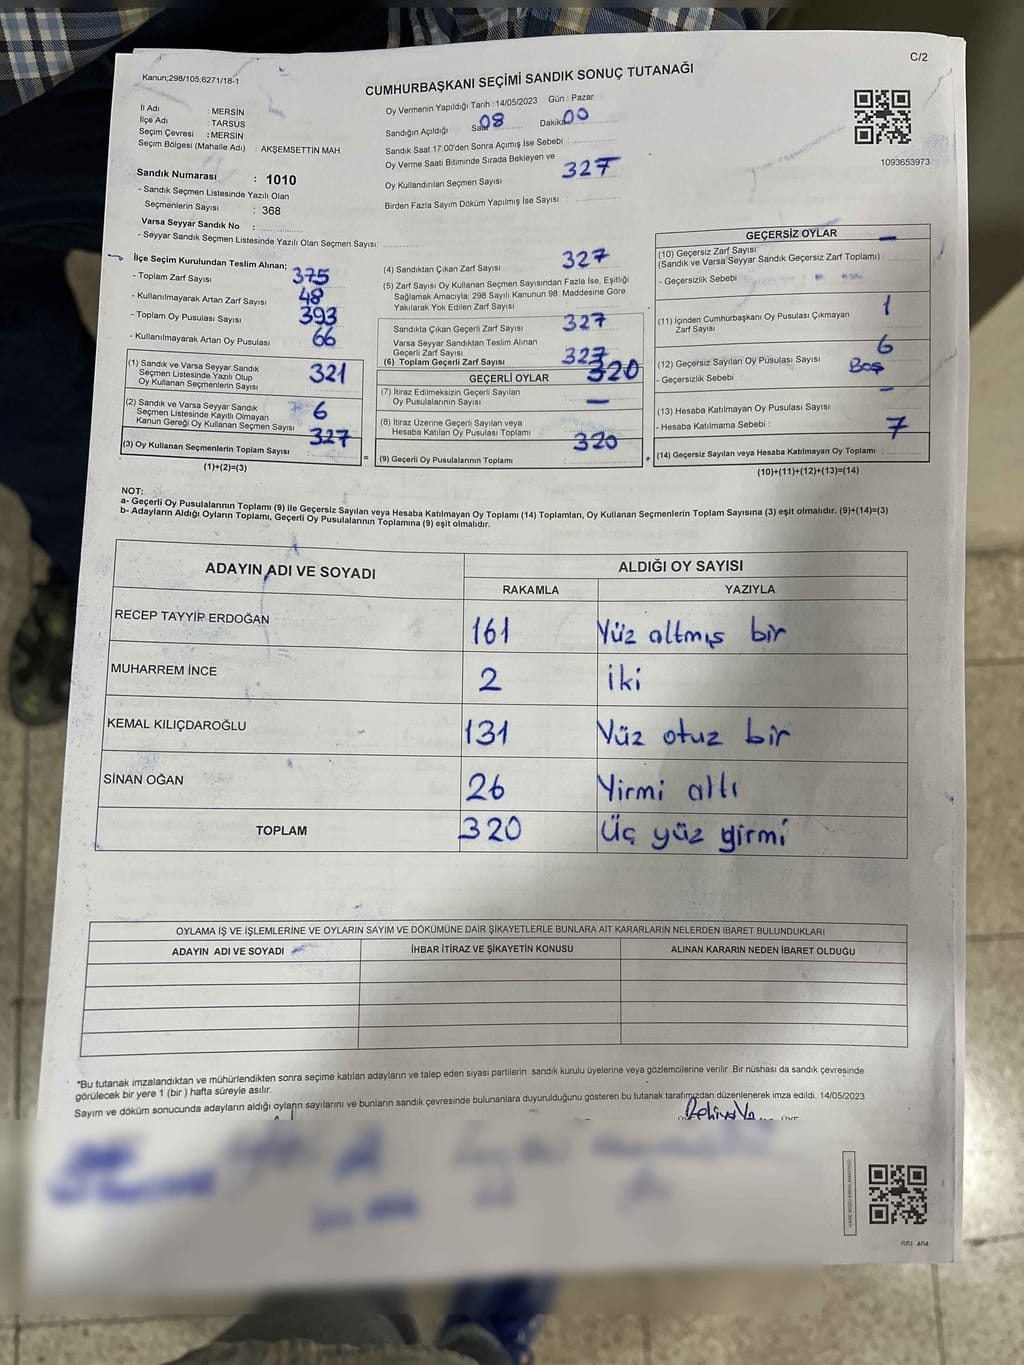 C/2
Kanun;298/105,6271/18-1
CUMHURBAŞKANI SEÇİMİ SANDIK SONUÇ TUTANAĞI
İl Adı : MERSİN
İlçe Adı : TARSUS
Seçim Çevresi : MERSİN
Seçim Bölgesi (Mahalle Adı) : AKŞEMSETTİN MAH.
Oy Vermenin Yapıldığı Tarih : 14/05/2023 Gün : Pazar
Sandığın Açıldığı Saat 08 Dakika 00
Sandık Saat 17:00'den Sonra Açımış İse Sebebi :
Oy Verme Saati Bitiminde Sırada Bekleyen ve
Oy Kullandırılan Seçmen Sayısı 327
Birden Fazla Sayım Döküm Yapılmış İse Sayısı :
1093653973
Sandık Numarası : 1010
- Sandık Seçmen Listesinde Yazılı Olan
Seçmenlerin Sayısı : 368
Varsa Seyyar Sandık No :
- Seyyar Sandık Seçmen Listesinde Yazılı Olan Seçmen Sayısı:
İlçe Seçim Kurulundan Teslim Alınan;
- Toplam Zarf Sayısı 375
- Kullanılmayarak Artan Zarf Sayısı 48
- Toplam Oy Pusulası Sayısı 393
- Kullanılmayarak Artan Oy Pusulası 66
(1) Sandık ve Varsa Seyyar Sandık
Seçmen Listesinde Yazılı Olup
Oy Kullanan Seçmenlerin Sayısı 321
(2) Sandık ve Varsa Seyyar Sandık
Seçmen Listesinde Kayıtlı Olmayan
Kanun Gereği Oy Kullanan Seçmen Sayısı 6
(3) Oy Kullanan Seçmenlerin Toplam Sayısı 327
(1)+(2)=(3)
(4) Sandıktan Çıkan Zarf Sayısı 327
(5) Zarf Sayısı Oy Kullanan Seçmen Sayısından Fazla İse, Eşitliği
Sağlamak Amacıyla, 298 Sayılı Kanunun 98. Maddesine Göre
Yakılarak Yok Edilen Zarf Sayısı
Sandıkta Çıkan Geçerli Zarf Sayısı 327
Varsa Seyyar Sandıktan Teslim Alınan
Geçerli Zarf Sayısı
(6) Toplam Geçerli Zarf Sayısı 327
GEÇERLİ OYLAR
(7) İtiraz Edilmeksizin Geçerli Sayılan
Oy Pusulalarının Sayısı 320
(8) İtiraz Üzerine Geçerli Sayılan veya
Hesaba Katılan Oy Pusulası Toplamı —
(9) Geçerli Oy Pusulalarının Toplamı 320
=
+
GEÇERSİZ OYLAR
(10) Geçersiz Zarf Sayısı —
(Sandık ve Varsa Seyyar Sandık Geçersiz Zarf Toplamı) :
- Geçersizlik Sebebi :
(11) İçinden Cumhurbaşkanı Oy Pusulası Çıkmayan
Zarf Sayısı 1
(12) Geçersiz Sayılan Oy Pusulası Sayısı 6
- Geçersizlik Sebebi : Boş
(13) Hesaba Katılmayan Oy Pusulası Sayısı —
- Hesaba Katılmama Sebebi :
(14) Geçersiz Sayılan veya Hesaba Katılmayan Oy Toplamı : 7
(10)+(11)+(12)+(13)=(14)
NOT:
a- Geçerli Oy Pusulalarının Toplamı (9) ile Geçersiz Sayılan veya Hesaba Katılmayan Oy Toplamı (14) Toplamları, Oy Kullanan Seçmenlerin Toplam Sayısına (3) eşit olmalıdır. (9)+(14)=(3)
b- Adayların Aldığı Oyların Toplamı, Geçerli Oy Pusulalarının Toplamına (9) eşit olmalıdır.
ADAYIN ADI VE SOYADI
ALDIĞI OY SAYISI
RAKAMLA YAZIYLA
RECEP TAYYİP ERDOĞAN 161 Yüz altmış bir
MUHARREM İNCE 2 iki
KEMAL KILIÇDAROĞLU 131 Yüz otuz bir
SİNAN OĞAN 26 Yirmi altı
TOPLAM 320 Üç yüz yirmi
OYLAMA İŞ VE İŞLEMLERİNE VE OYLARIN SAYIM VE DÖKÜMÜNE DAİR ŞİKAYETLERLE BUNLARA AİT KARARLARIN NELERDEN İBARET BULUNDUKLARI
ADAYIN ADI VE SOYADI İHBAR İTİRAZ VE ŞİKAYETİN KONUSU ALINAN KARARIN NEDEN İBARET OLDUĞU
*Bu tutanak imzalandıktan ve mühürlendikten sonra seçime katılan adayların ve talep eden siyasi partilerin sandık kurulu üyelerine veya gözlemcilerine verilir. Bir nüshası da sandık çevresinde
görülecek bir yere 1 (bir ) hafta süreyle asılır.
Sayım ve döküm sonucunda adayların aldığı oyların sayılarını ve bunların sandık çevresinde bulunanlara duyurulduğunu gösteren bu tutanak tarafımızdan düzenlenerek imza edildi. 14/05/2023